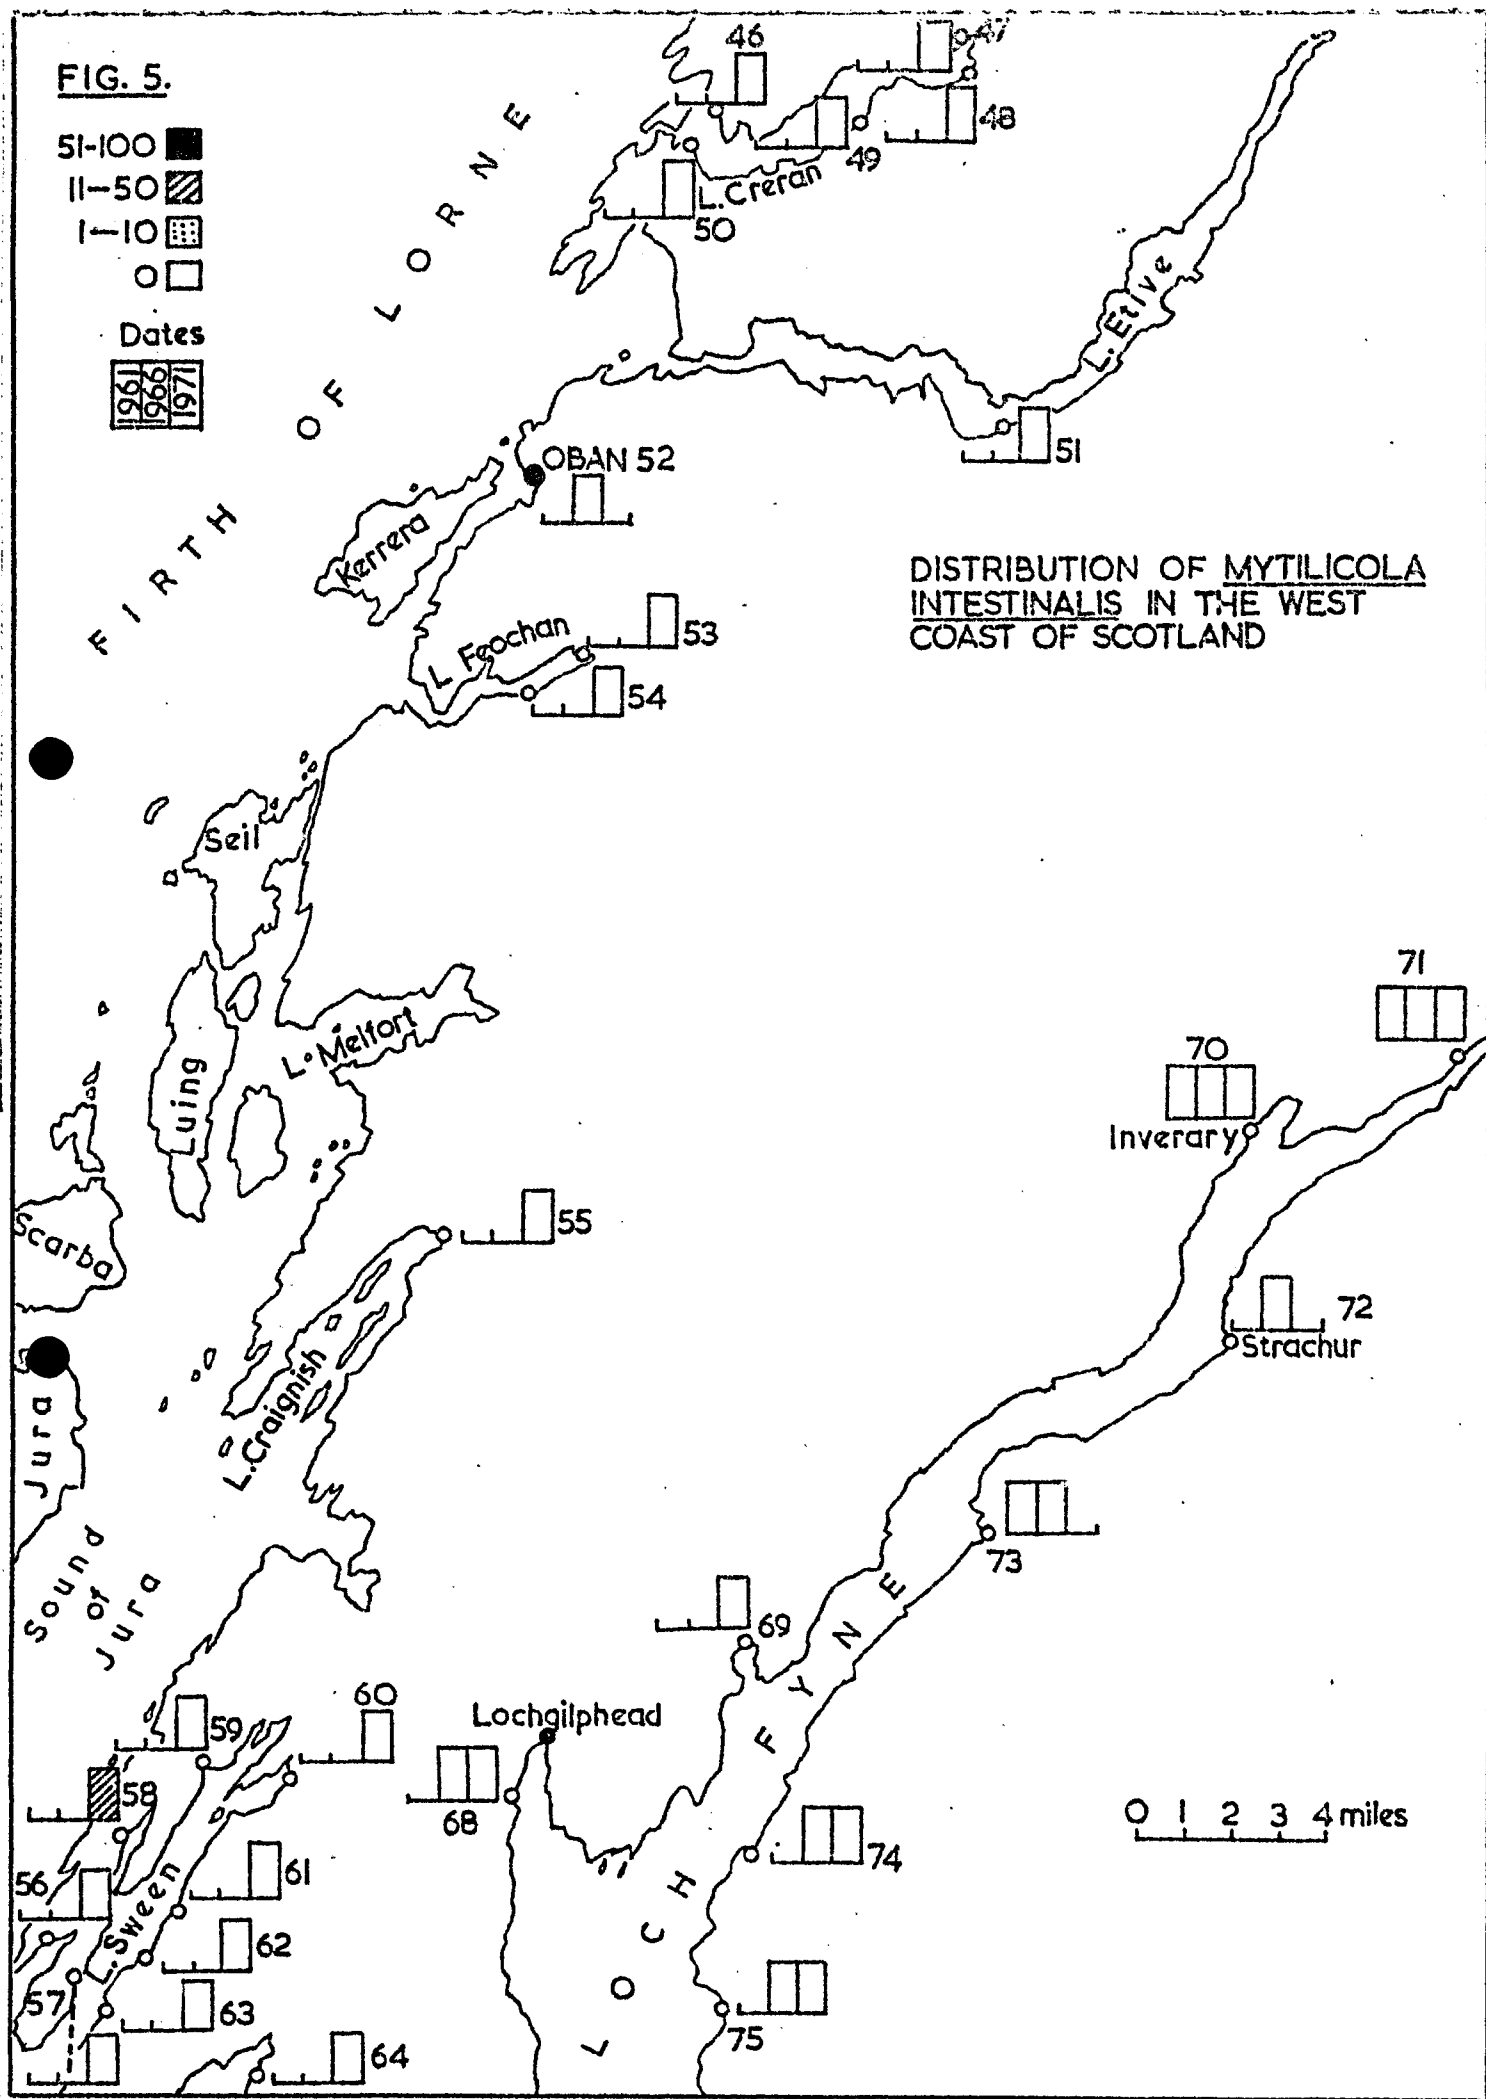 FIG. 5.
51-100
11-50
1-10
0
Dates
1961
1966
1971
FIRTH OF LORNE
46
47
48
49
L. Creran
50
L. Etive
51
OBAN 52
Kerrera
DISTRIBUTION OF MYTILICOLA
INTESTINALIS IN THE WEST
COAST OF SCOTLAND
L Feochan
53
54
Seil
L. Melfort
Luing
Scarba
55
71
70
Inverary
72
Strachur
Jura
L. Craignish
73
Sound
of
Jura
69
59
60
Lochgilphead
58
68
0 1 2 3 4 miles
74
56
61
L. Sween
62
57
63
64
75
LOCH FYNE